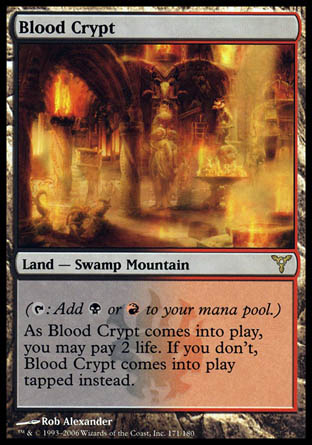 Blood Crypt
Land — Swamp Mountain
(: Add or to your mana pool.)
As Blood Crypt comes into play,
you may pay 2 life. If you don't,
Blood Crypt comes into play
tapped instead.
Rob Alexander
™ & © 1993–2006 Wizards of the Coast, Inc. 171/180